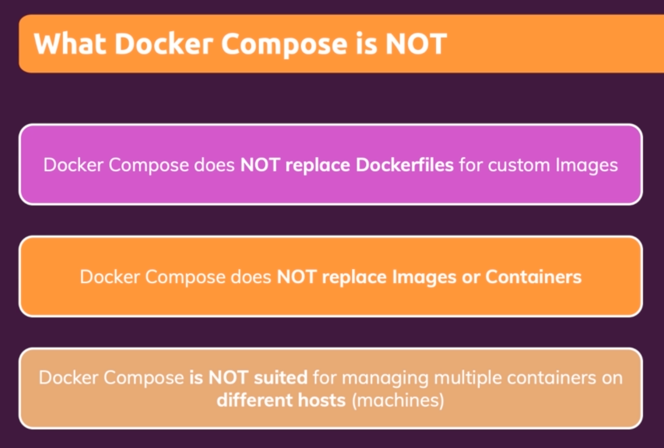 What Docker Compose is NOT
Docker Compose does NOT replace Dockerfiles for custom Images
Docker Compose does NOT replace Images or Containers
Docker Compose is NOT suited for managing multiple containers on
different hosts (machines)